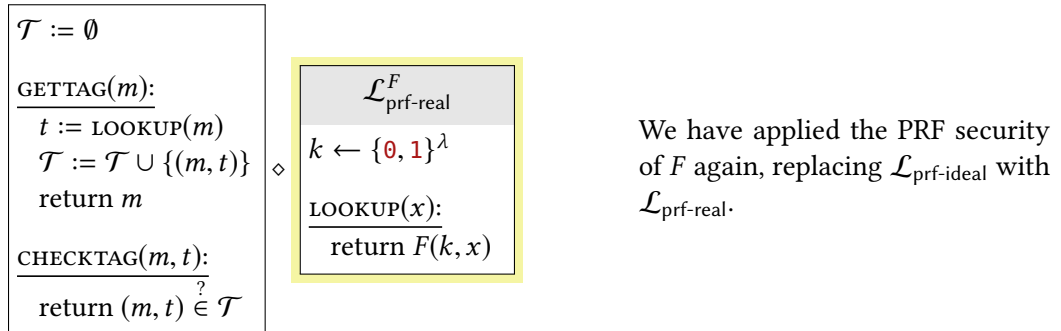 𝒯 := ∅
GETTAG(m):
t := LOOKUP(m)
𝒯 := 𝒯 ∪ {(m, t)}
return m
CHECKTAG(m, t):
return (m, t) ∈? 𝒯
⋄
ℒ^F_prf-real
k ← {0, 1}^λ
LOOKUP(x):
return F(k, x)
We have applied the PRF security
of F again, replacing ℒ_prf-ideal with
ℒ_prf-real.